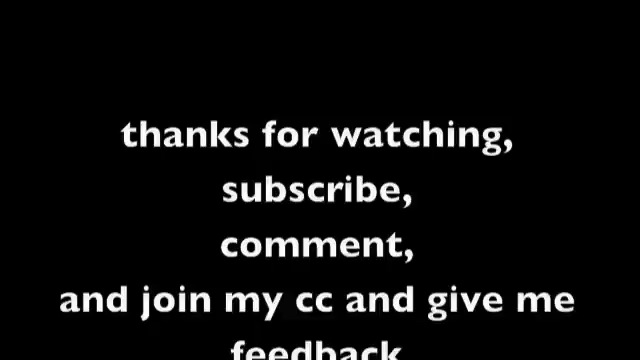 thanks for watching,
subscribe,
comment,
and join my cc and give me
feedback